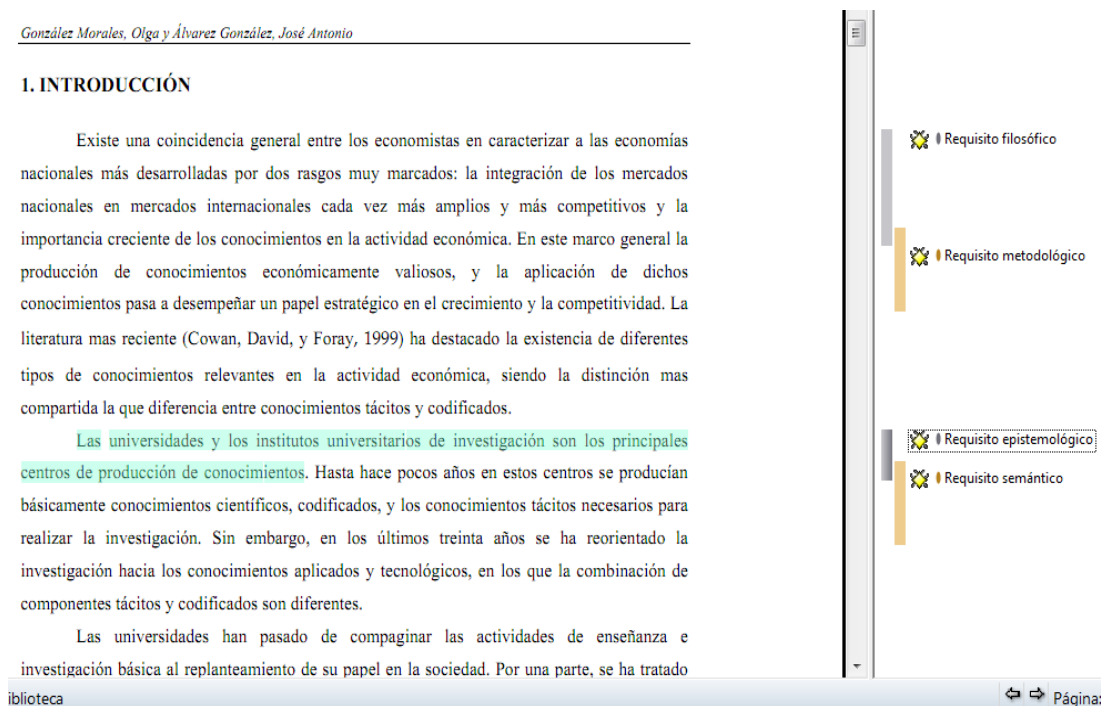 González Morales, Olga y Álvarez González, José Antonio
1. INTRODUCCIÓN
Existe una coincidencia general entre los economistas en caracterizar a las economías
nacionales más desarrolladas por dos rasgos muy marcados: la integración de los mercados
nacionales en mercados internacionales cada vez más amplios y más competitivos y la
importancia creciente de los conocimientos en la actividad económica. En este marco general la
producción de conocimientos económicamente valiosos, y la aplicación de dichos
conocimientos pasa a desempeñar un papel estratégico en el crecimiento y la competitividad. La
literatura mas reciente (Cowan, David, y Foray, 1999) ha destacado la existencia de diferentes
tipos de conocimientos relevantes en la actividad económica, siendo la distinción mas
compartida la que diferencia entre conocimientos tácitos y codificados.
Las universidades y los institutos universitarios de investigación son los principales
centros de producción de conocimientos. Hasta hace pocos años en estos centros se producían
básicamente conocimientos científicos, codificados, y los conocimientos tácitos necesarios para
realizar la investigación. Sin embargo, en los últimos treinta años se ha reorientado la
investigación hacia los conocimientos aplicados y tecnológicos, en los que la combinación de
componentes tácitos y codificados son diferentes.
Las universidades han pasado de compaginar las actividades de enseñanza e
investigación básica al replanteamiento de su papel en la sociedad. Por una parte, se ha tratado
Requisito filosófico
Requisito metodológico
Requisito epistemológico
Requisito semántico
iblioteca
Página: